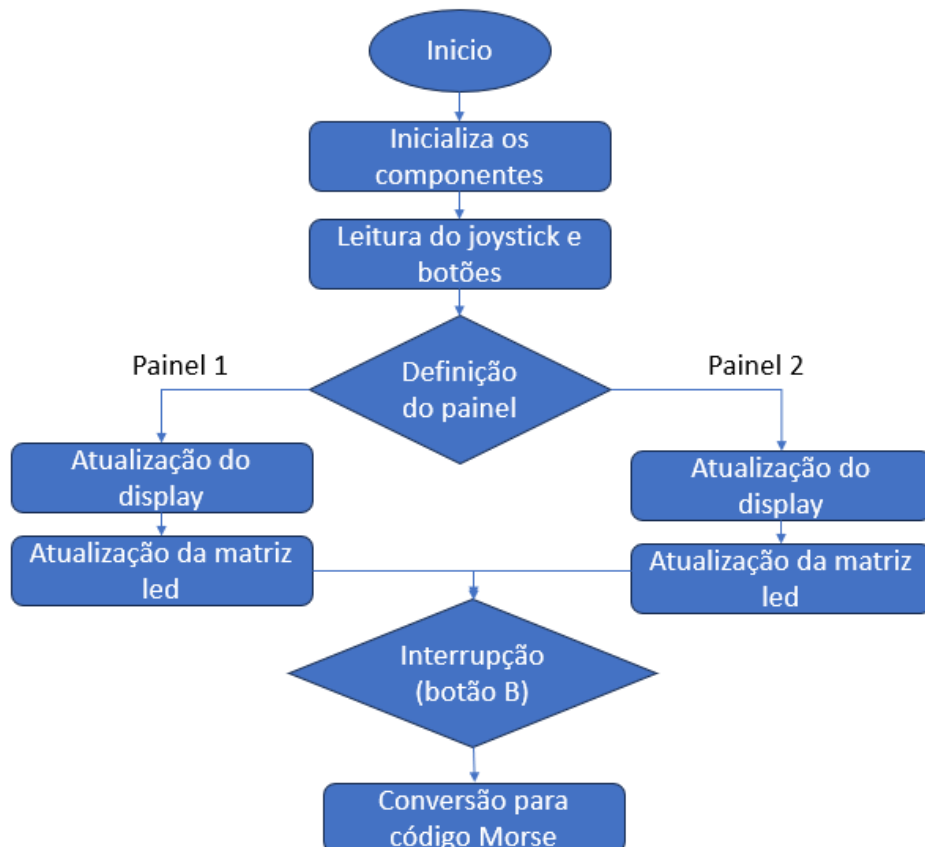 Inicio
Inicializa os
componentes
Leitura do joystick e
botões
Painel 1
Definição
do painel
Painel 2
Atualização do
display
Atualização do
display
Atualização da matriz
led
Atualização da matriz
led
Interrupção
(botão B)
Conversão para
código Morse